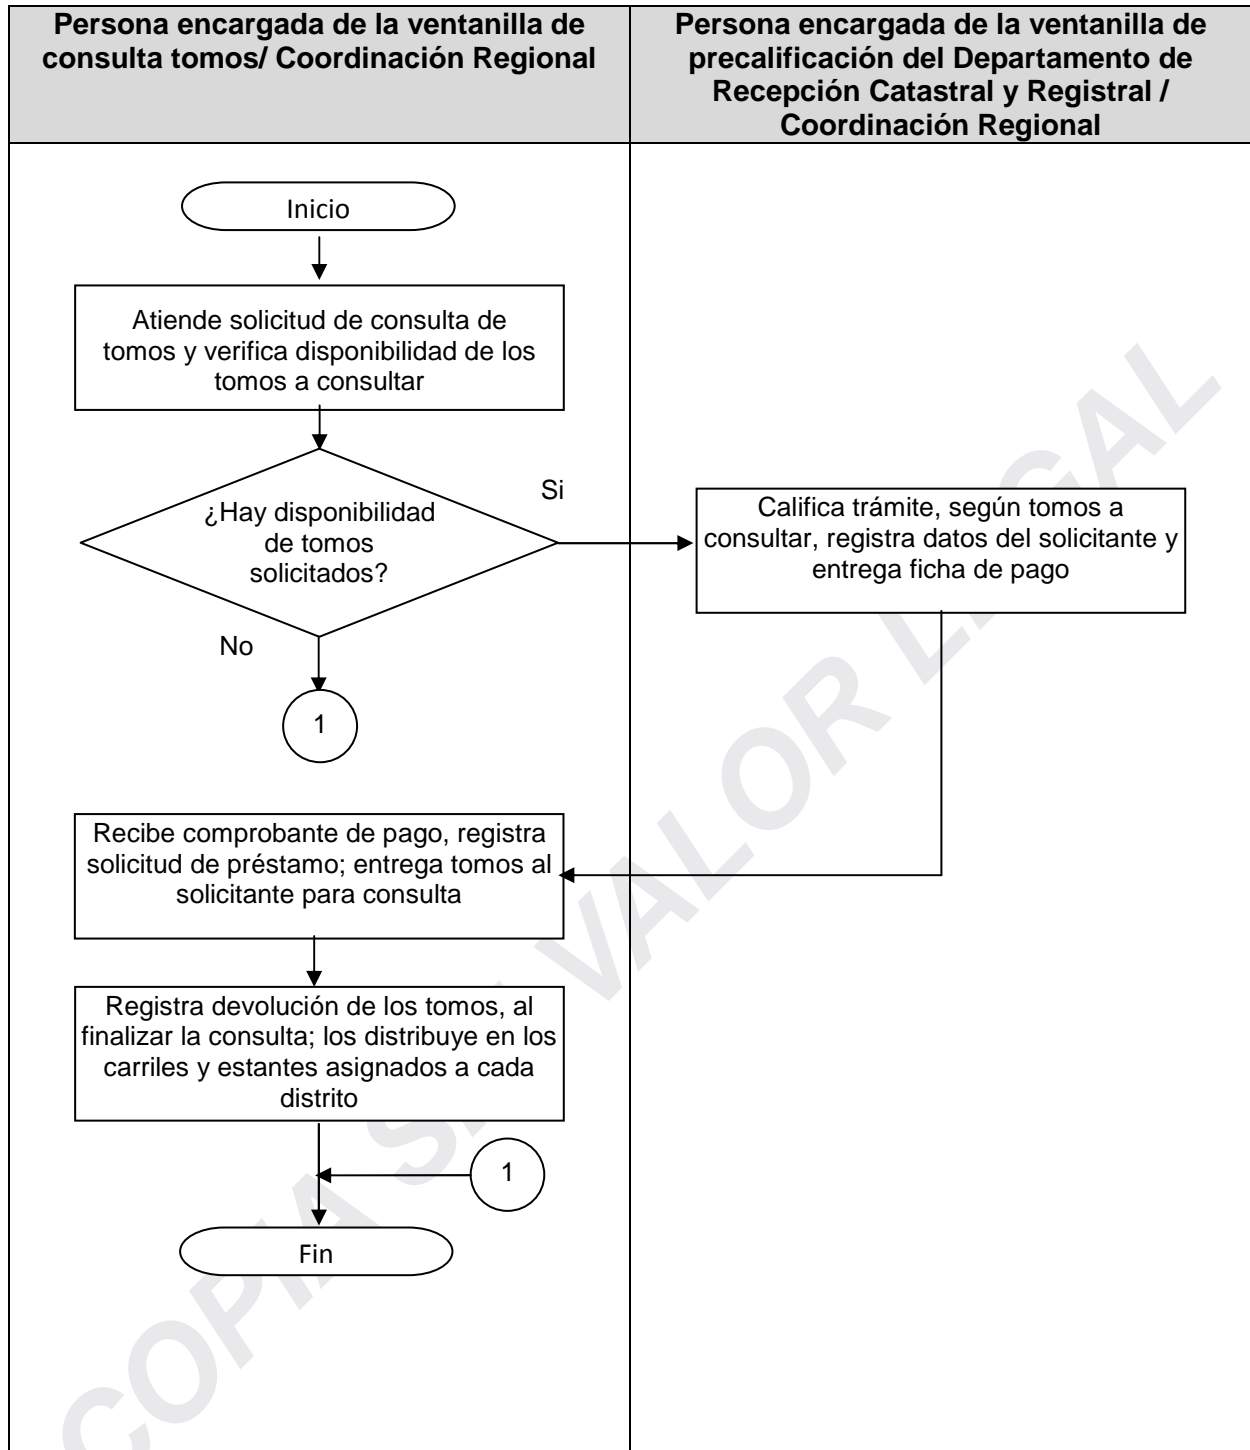 Persona encargada de la ventanilla de
consulta tomos/ Coordinación Regional
Persona encargada de la ventanilla de
precalificación del Departamento de
Recepción Catastral y Registral /
Coordinación Regional
Inicio
Atiende solicitud de consulta de
tomos y verifica disponibilidad de los
tomos a consultar
¿Hay disponibilidad
de tomos
solicitados?
Si
No
1
Califica trámite, según tomos a
consultar, registra datos del solicitante y
entrega ficha de pago
Recibe comprobante de pago, registra
solicitud de préstamo; entrega tomos al
solicitante para consulta
Registra devolución de los tomos, al
finalizar la consulta; los distribuye en los
carriles y estantes asignados a cada
distrito
1
Fin
COPIA SIN VALOR LEGAL